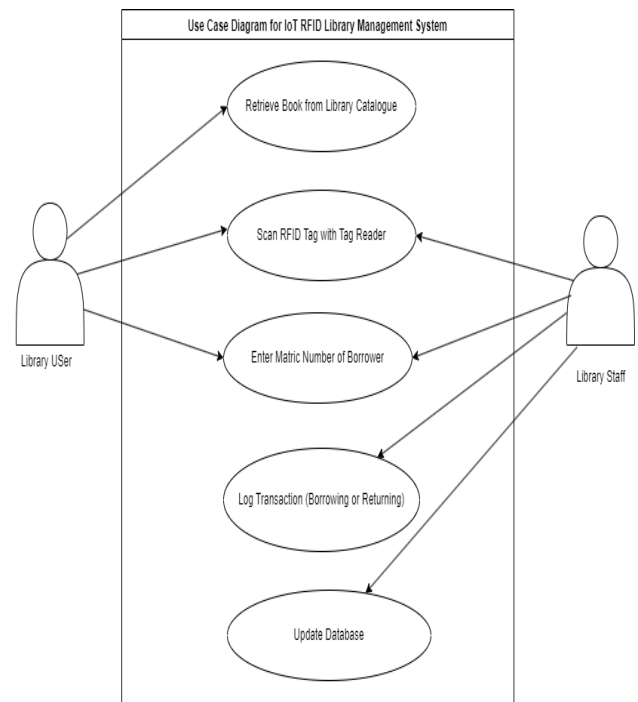 Use Case Diagram for IoT RFID Library Management System
Retrieve Book from Library Catalogue
Scan RFID Tag with Tag Reader
Library USer
Enter Matric Number of Borrower
Library Staff
Log Transaction (Borrowing or Returning)
Update Database